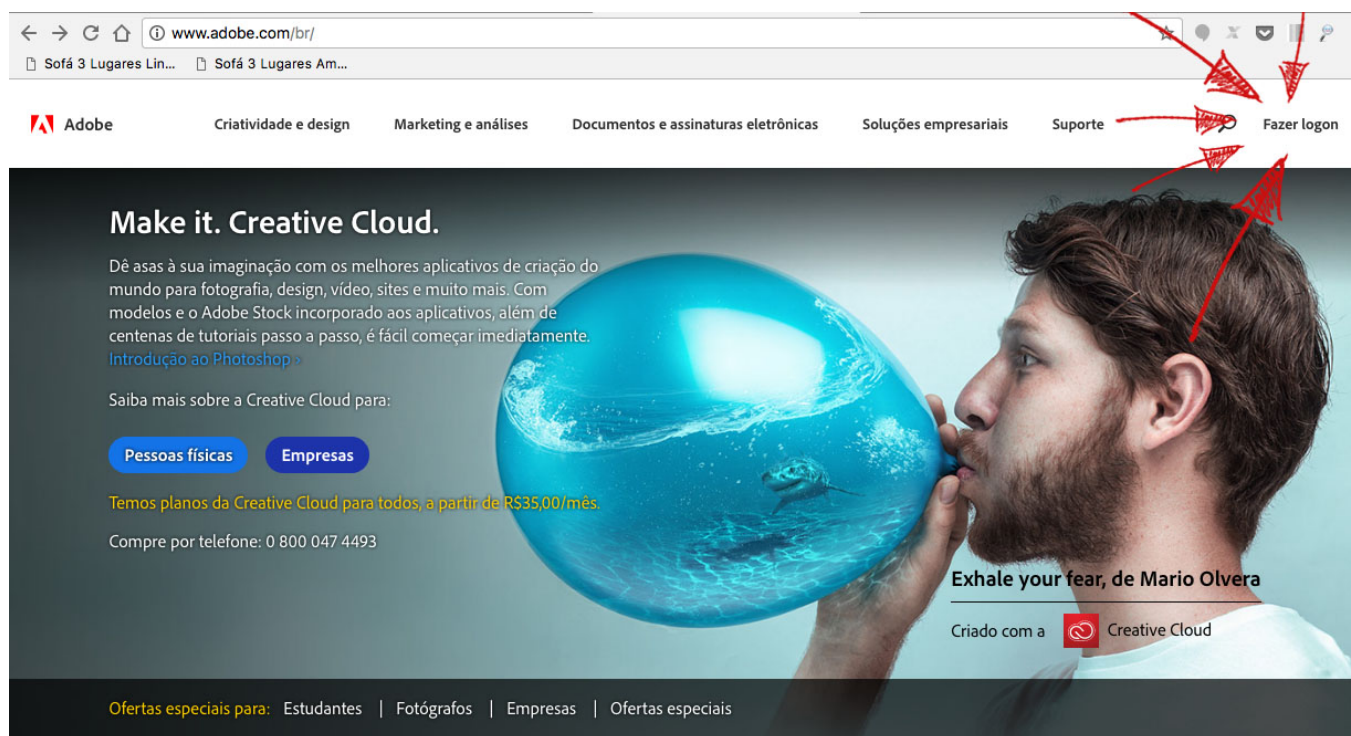 www.adobe.com/br/
Sofá 3 Lugares Lin... Sofá 3 Lugares Am...
Adobe Criatividade e design Marketing e análises Documentos e assinaturas eletrônicas Soluções empresariais Suporte Fazer logon
Make it. Creative Cloud.
Dê asas à sua imaginação com os melhores aplicativos de criação do
mundo para fotografia, design, vídeo, sites e muito mais. Com
modelos e o Adobe Stock incorporado aos aplicativos, além de
centenas de tutoriais passo a passo, é fácil começar imediatamente.
Introdução ao Photoshop ›
Saiba mais sobre a Creative Cloud para:
Pessoas físicas Empresas
Temos planos da Creative Cloud para todos, a partir de R$35,00/mês.
Compre por telefone: 0 800 047 4493
Exhale your fear, de Mario Olvera
Criado com a Creative Cloud
Ofertas especiais para: Estudantes | Fotógrafos | Empresas | Ofertas especiais